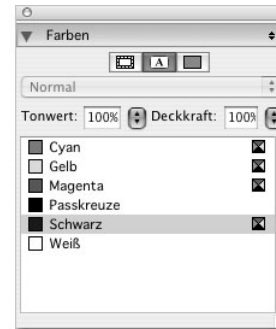 Farben
A
Normal
Tonwert: 100% Deckkraft: 100%
Cyan
Gelb
Magenta
Passkreuze
Schwarz
Weiß